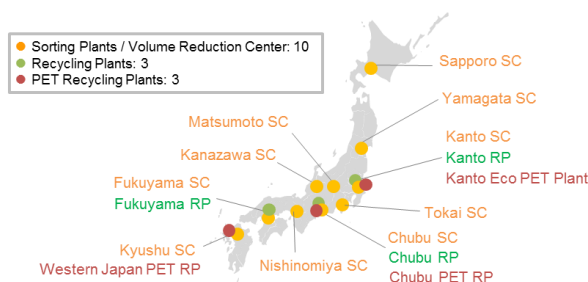 Sorting Plants / Volume Reduction Center: 10
Recycling Plants: 3
PET Recycling Plants: 3
Sapporo SC
Yamagata SC
Matsumoto SC
Kanto SC
Kanazawa SC
Kanto RP
Kanto Eco PET Plant
Fukuyama SC
Fukuyama RP
Tokai SC
Chubu SC
Kyushu SC
Chubu RP
Western Japan PET RP
Nishinomiya SC
Chubu PET RP